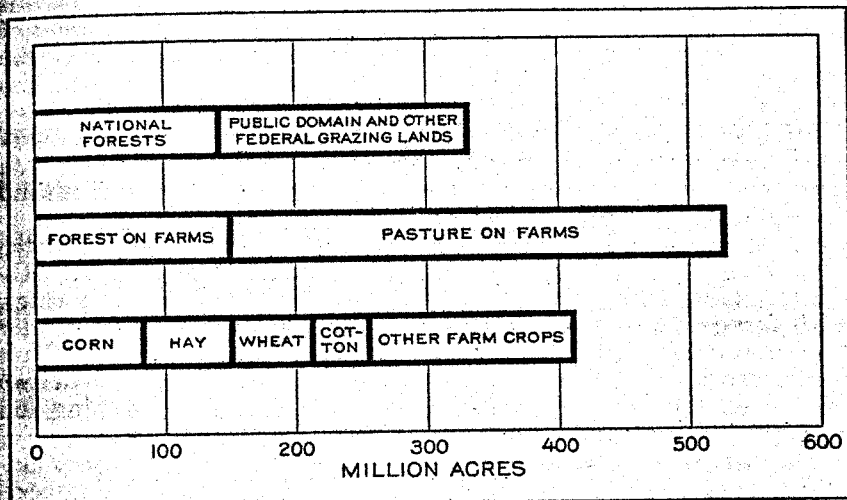 NATIONAL
FORESTS
PUBLIC DOMAIN AND OTHER
FEDERAL GRAZING LANDS
FOREST ON FARMS
PASTURE ON FARMS
CORN
HAY
WHEAT
COT-
TON
OTHER FARM CROPS
0 100 200 300 400 500 600
MILLION ACRES